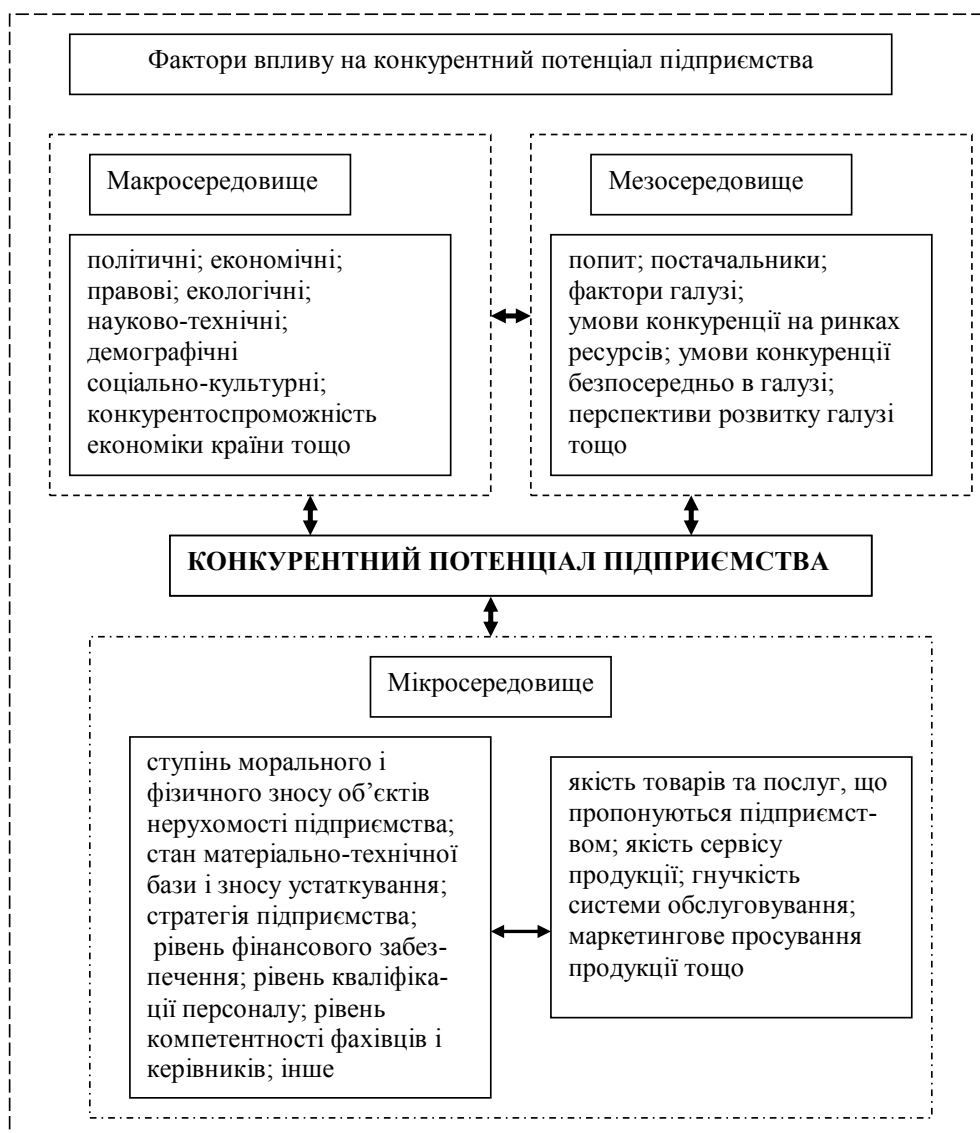 Фактори впливу на конкурентний потенціал підприємства
Макросередовище
політичні; економічні;
правові; екологічні;
науково-технічні;
демографічні
соціально-культурні;
конкурентоспроможність
економіки країни тощо
Мезосередовище
попит; постачальники;
фактори галузі;
умови конкуренції на ринках
ресурсів; умови конкуренції
безпосередньо в галузі;
перспективи розвитку галузі
тощо
КОНКУРЕНТНИЙ ПОТЕНЦІАЛ ПІДПРИЄМСТВА
Мікросередовище
ступінь морального і
фізичного зносу об’єктів
нерухомості підприємства;
стан матеріально-технічної
бази і зносу устаткування;
стратегія підприємства;
рівень фінансового забез-
печення; рівень кваліфіка-
ції персоналу; рівень
компетентності фахівців і
керівників; інше
якість товарів та послуг, що
пропонуються підприємст-
вом; якість сервісу
продукції; гнучкість
системи обслуговування;
маркетингове просування
продукції тощо